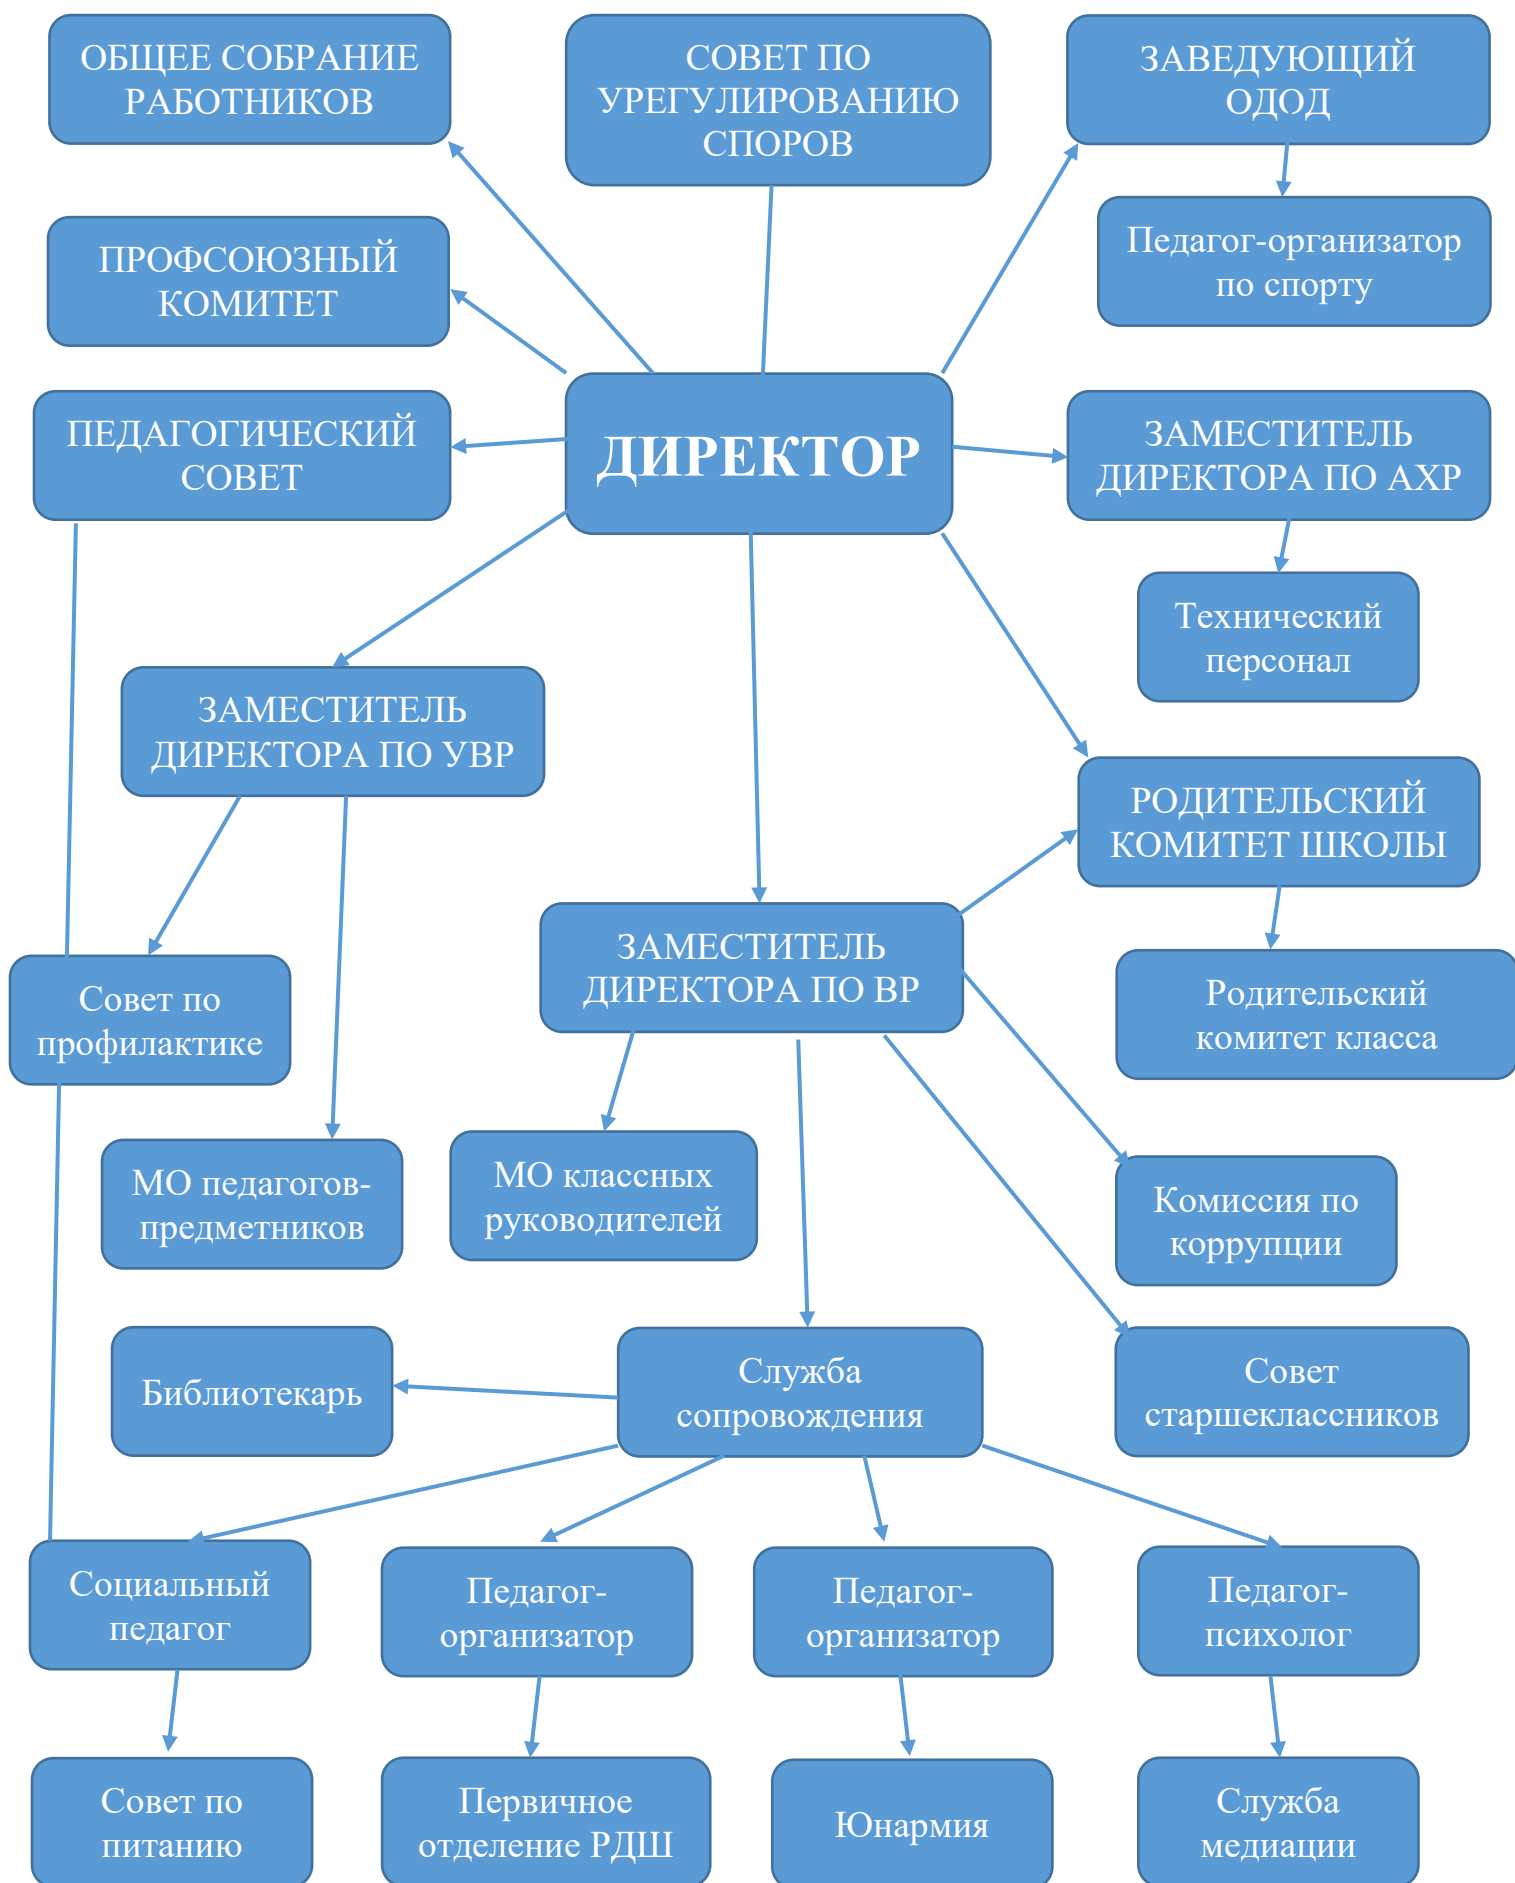 ОБЩЕЕ СОБРАНИЕ
РАБОТНИКОВ
СОВЕТ ПО
УРЕГУЛИРОВАНИЮ
СПОРОВ
ЗАВЕДУЮЩИЙ
ОДОД
ПРОФСОЮЗНЫЙ
КОМИТЕТ
Педагог-организатор
по спорту
ПЕДАГОГИЧЕСКИЙ
СОВЕТ
ДИРЕКТОР
ЗАМЕСТИТЕЛЬ
ДИРЕКТОРА ПО АХР
Технический
персонал
ЗАМЕСТИТЕЛЬ
ДИРЕКТОРА ПО УВР
РОДИТЕЛЬСКИЙ
КОМИТЕТ ШКОЛЫ
ЗАМЕСТИТЕЛЬ
ДИРЕКТОРА ПО ВР
Родительский
комитет класса
Совет по
профилактике
МО педагогов-
предметников
МО классных
руководителей
Комиссия по
коррупции
Библиотекарь
Служба
сопровождения
Совет
старшеклассников
Социальный
педагог
Педагог-
организатор
Педагог-
организатор
Педагог-
психолог
Совет по
питанию
Первичное
отделение РДШ
Юнармия
Служба
медиации